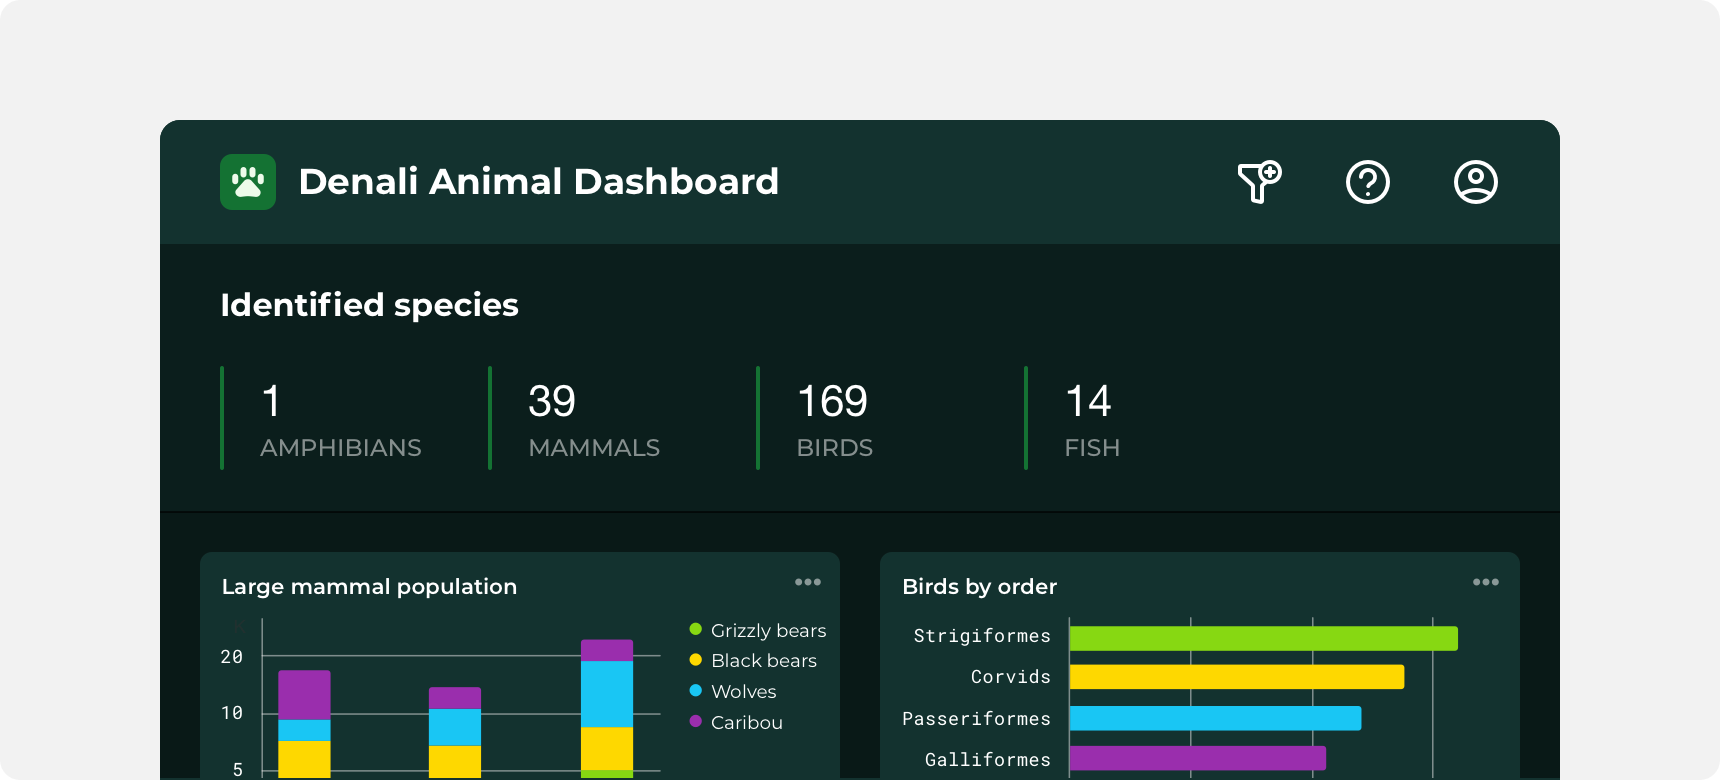 Denali Animal Dashboard
Identified species
1
AMPHIBIANS
39
MAMMALS
169
BIRDS
14
FISH
Large mammal population
20
10
5
Grizzly bears
Black bears
Wolves
Caribou
Birds by order
Strigiformes
Corvids
Passeriformes
Galliformes